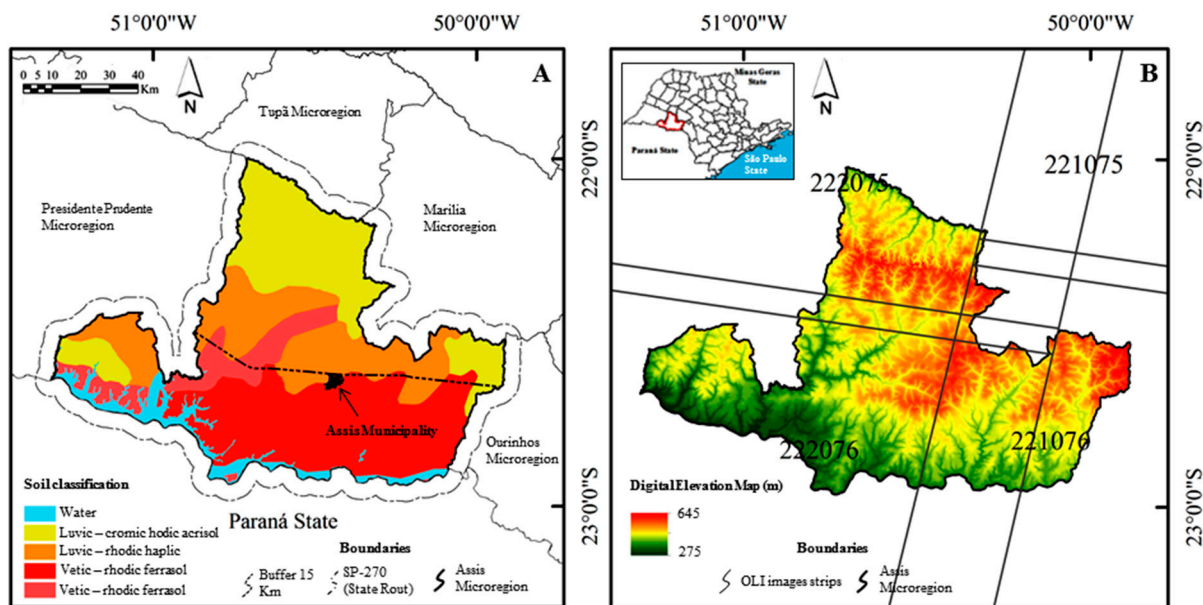 51°0'0"W
50°0'0"W
A
0 5 10 20 30 40
Km
N
Tupã Microregion
Presidente Prudente
Microregion
Marilia
Microregion
Assis Municipality
Ourinhos
Microregion
Paraná State
Soil classification
Water
Luvic – cromic hodic acrisol
Luvic – rhodic haplic
Vetic – rhodic ferrasol
Vetic – rhodic ferrasol
Boundaries
Buffer 15
Km
SP-270
(State Rout)
Assis
Microregion
22°0'0"S
23°0'0"S
51°0'0"W
50°0'0"W
B
Minas Geras
State
Paraná State
São Paulo
State
N
222075
221075
222076
221076
Digital Elevation Map (m)
645
275
Boundaries
OLI images strips
Assis
Microregion
22°0'0"S
23°0'0"S